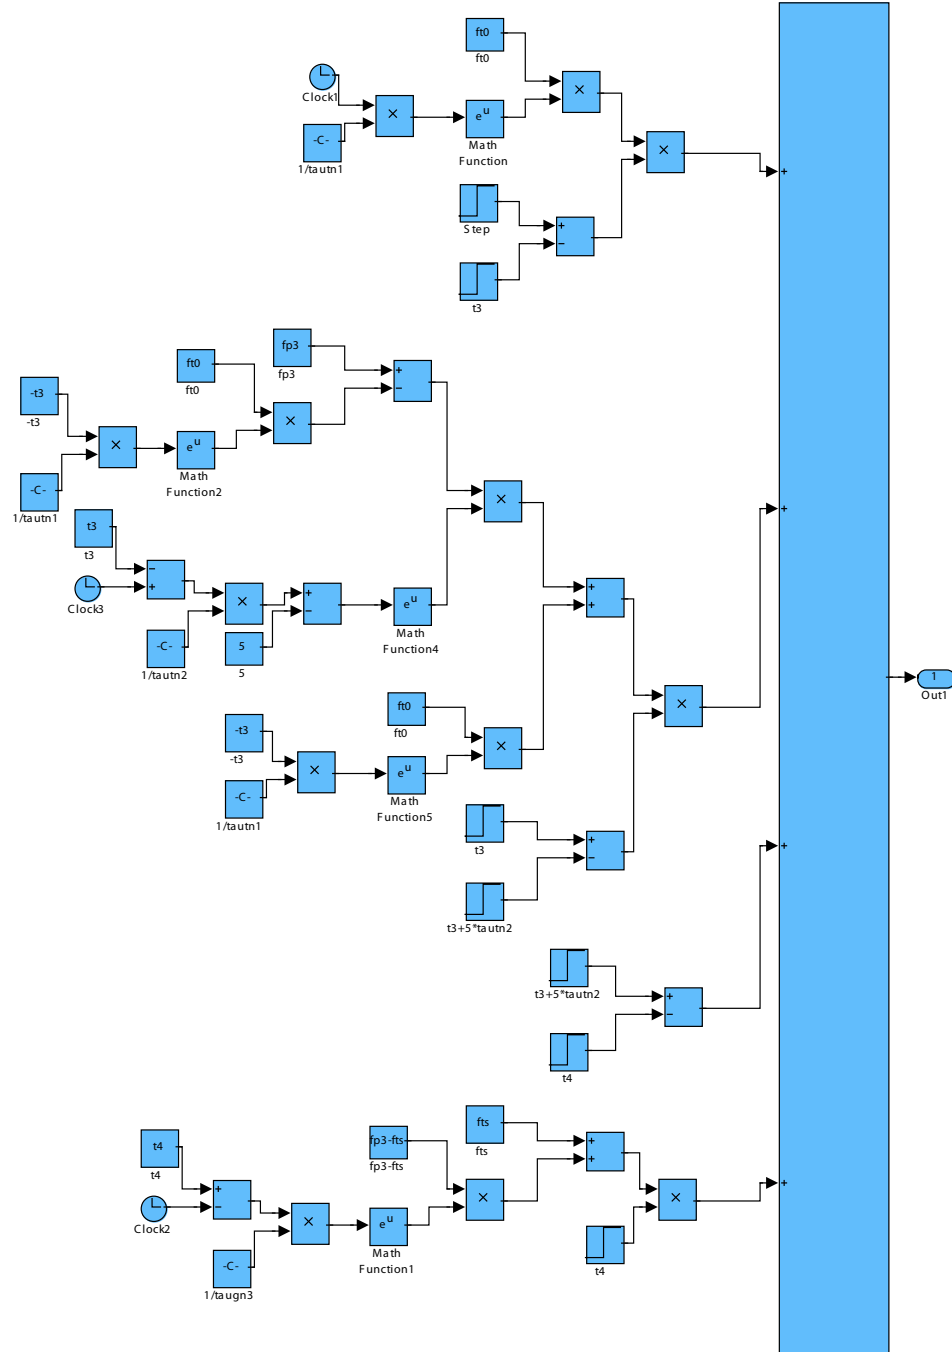 ft0
ft0
Clock1
×
×
-C-
1/tautn1
e^u
Math
Function
×
+
Step
+
−
t3
fp3
fp3
ft0
ft0
+
−
-t3
-t3
×
×
e^u
Math
Function2
-C-
1/tautn1
×
+
t3
t3
−
+
Clock3
×
+
−
e^u
Math
Function4
+
+
-C-
1/tautn2
5
5
1
Out1
ft0
ft0
×
-t3
-t3
×
×
e^u
Math
Function5
-C-
1/tautn1
t3
+
−
+
t3+5*tautn2
t3+5*tautn2
+
−
t4
fts
fts
fp3-fts
fp3-fts
+
+
t4
t4
+
−
×
×
+
Clock2
×
e^u
Math
Function1
-C-
1/taugn3
t4